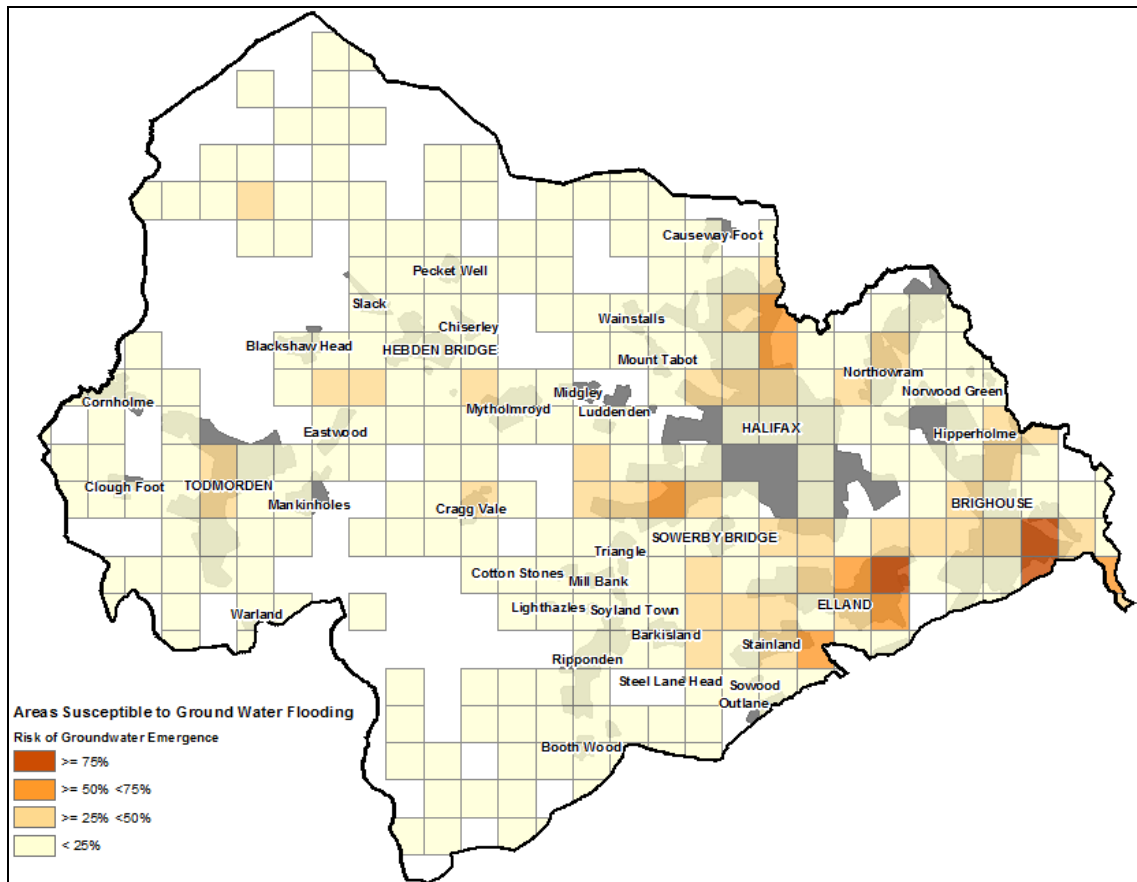 Causeway Foot
Pecket Well
Slack
Wainstalls
Chiserley
Blackshaw Head
HEBDEN BRIDGE
Mount Tabot
Northowram
Norwood Green
Midgley
Cornholme
Mytholmroyd
Luddenden
HALIFAX
Eastwood
Hipperholme
Clough Foot
TODMORDEN
Mankinholes
Cragg Vale
BRIGHOUSE
SOWERBY BRIDGE
Triangle
Cotton Stones
Mill Bank
Lighthazles
Soyland Town
ELLAND
Warland
Barkisland
Stainland
Ripponden
Steel Lane Head
Sowood
Outlane
Booth Wood
Areas Susceptible to Ground Water Flooding
Risk of Groundwater Emergence
>= 75%
>= 50% <75%
>= 25% <50%
< 25%